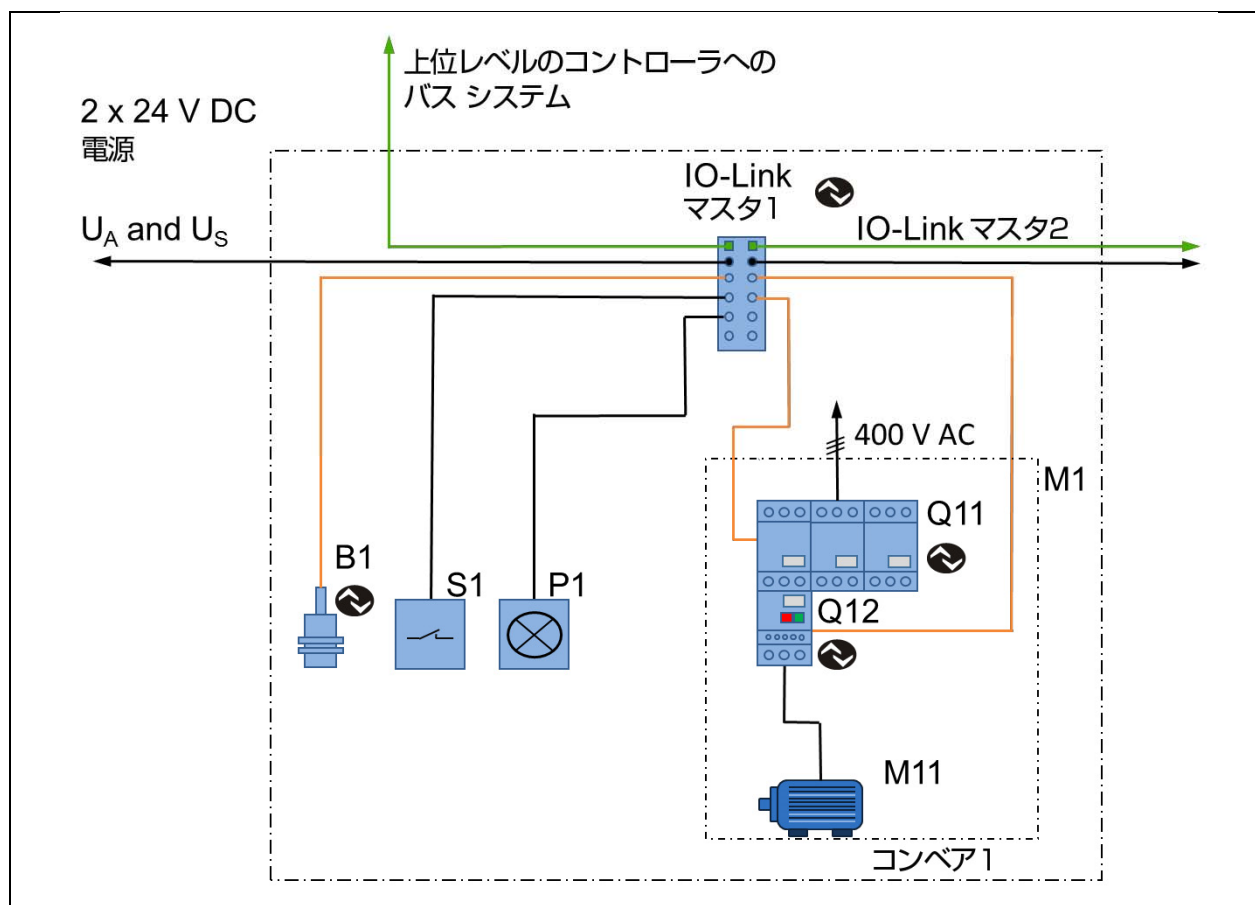 上位レベルのコントローラへの
バス システム
2 x 24 V DC
電源
IO-Link
マスタ1
U_A and U_S
IO-Link マスタ2
400 V AC
M1
Q11
B1
S1
P1
Q12
M11
コンベア1